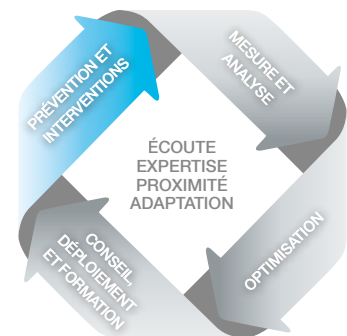 PRÉVENTION ET
INTERVENTIONS
MESURE ET
ANALYSE
ÉCOUTE
EXPERTISE
PROXIMITÉ
ADAPTATION
OPTIMISATION
CONSEIL,
DÉPLOIEMENT
ET FORMATION